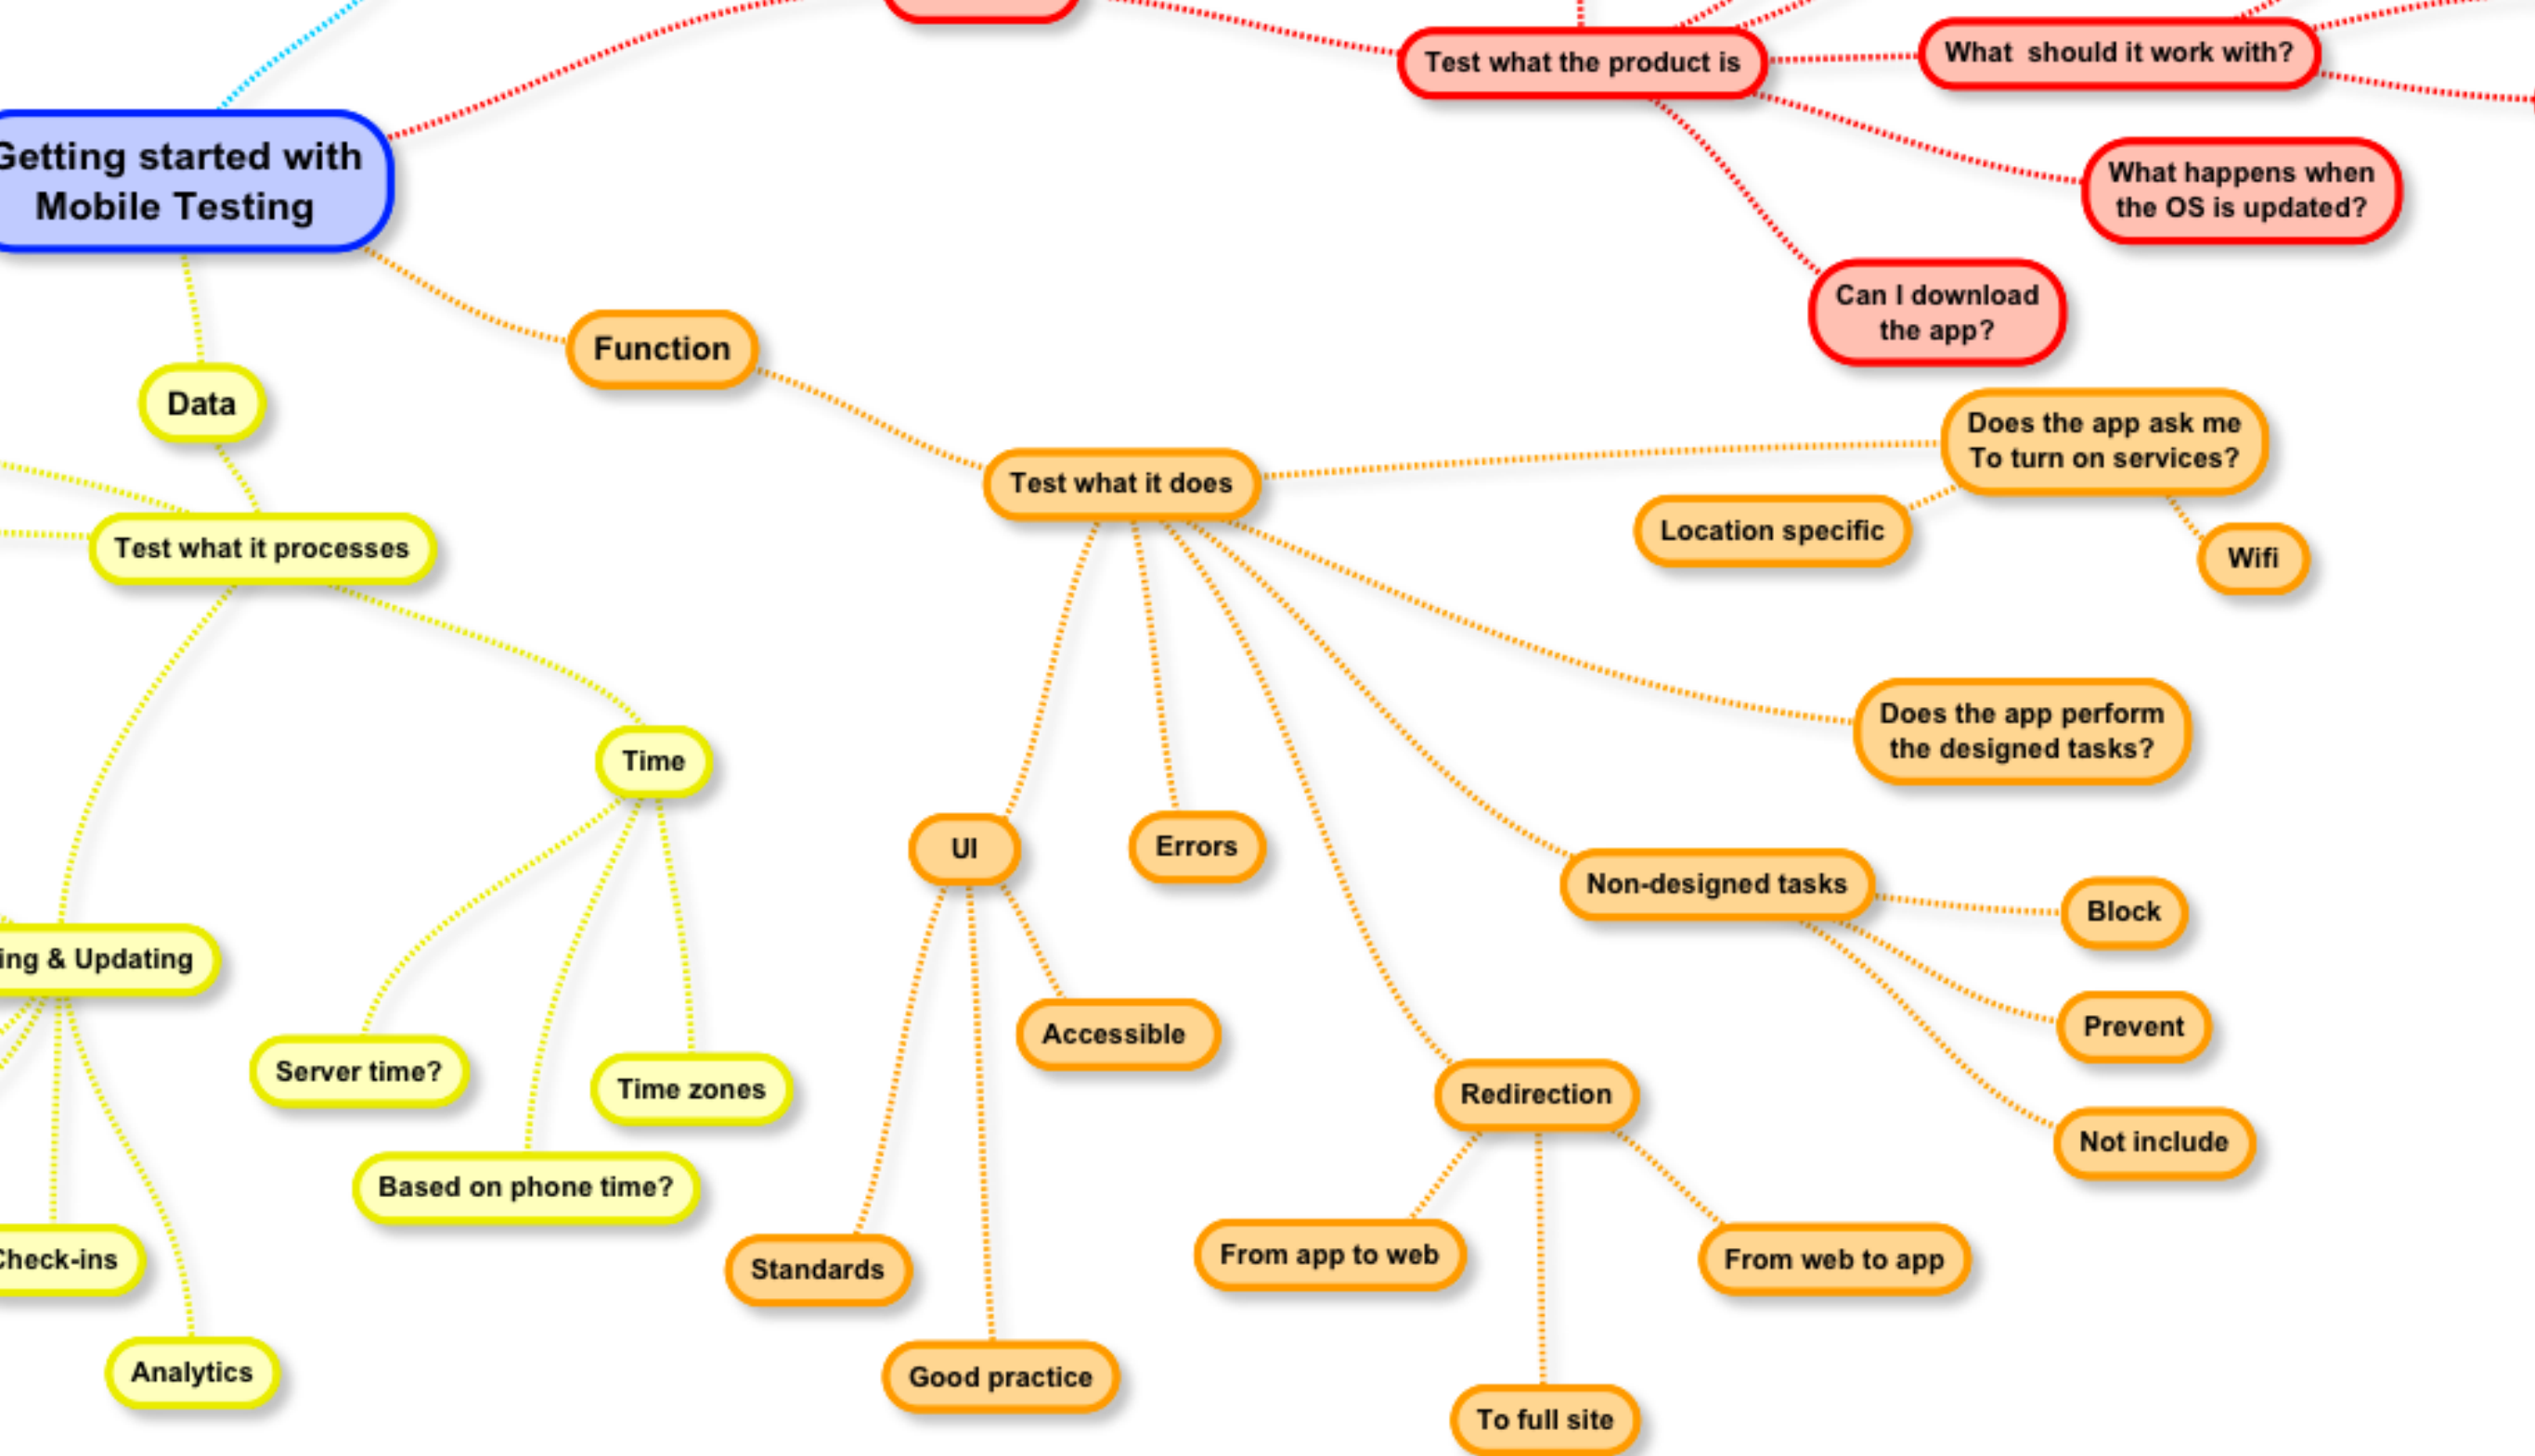 Test what the product is
What should it work with?
Getting started with
Mobile Testing
What happens when
the OS is updated?
Can I download
the app?
Function
Data
Does the app ask me
To turn on services?
Test what it does
Location specific
Wifi
Test what it processes
Does the app perform
the designed tasks?
Time
UI
Errors
Non-designed tasks
Block
ing & Updating
Accessible
Prevent
Server time?
Time zones
Redirection
Not include
Based on phone time?
Standards
From app to web
From web to app
Check-ins
Analytics
Good practice
To full site